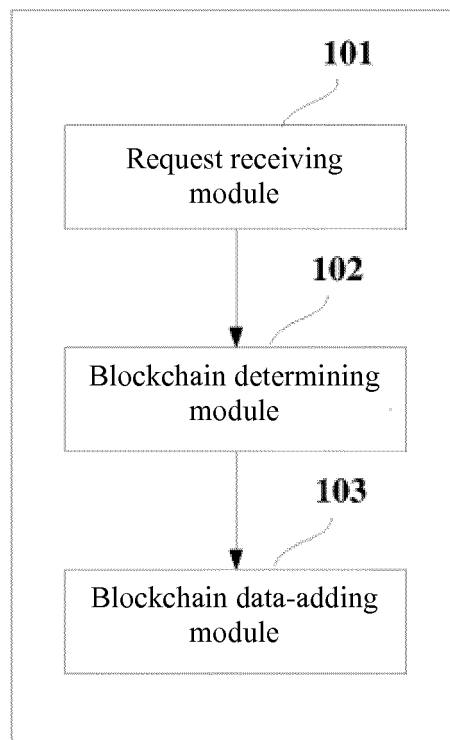 101
Request receiving
module
102
Blockchain determining
module
103
Blockchain data-adding
module